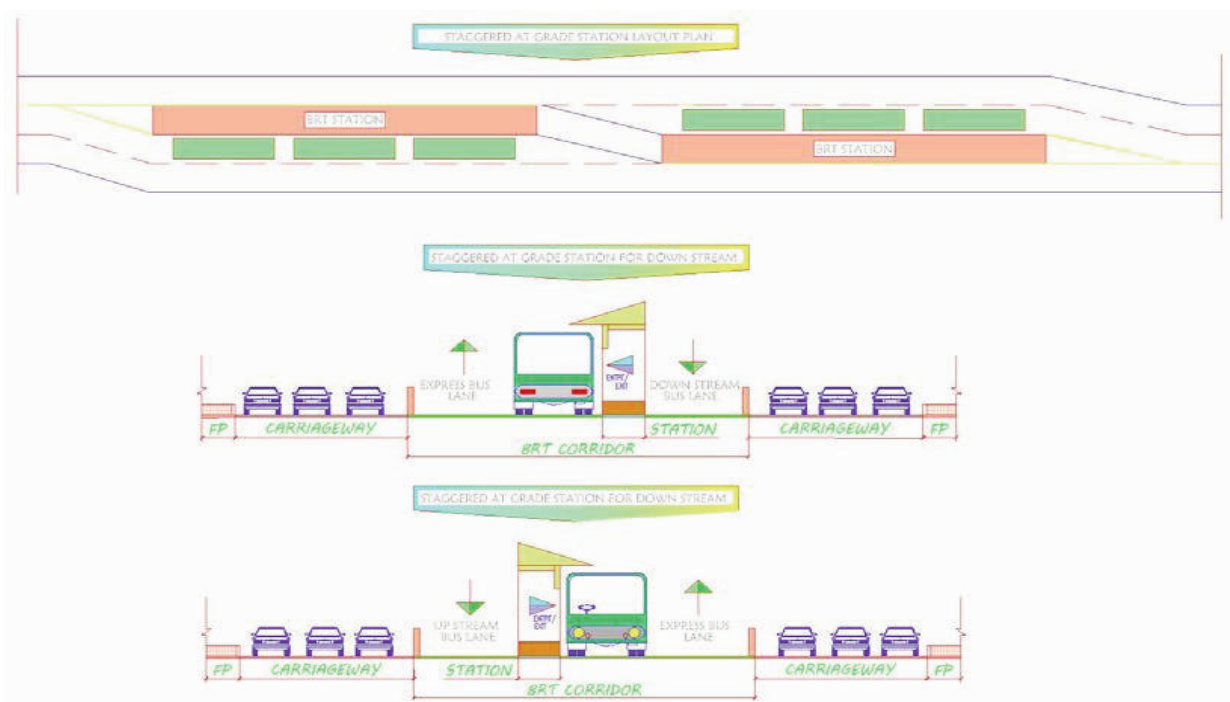 STAGGERED AT GRADE STATION LAYOUT PLAN
BRT STATION
BRT STATION
STAGGERED AT GRADE STATION FOR DOWN STREAM
EXPRESS BUS
LANE
ENTRY/
EXIT
DOWN STREAM
BUS LANE
FP
CARRIAGEWAY
STATION
CARRIAGEWAY
FP
BRT CORRIDOR
STAGGERED AT GRADE STATION FOR DOWN STREAM
UP STREAM
BUS LANE
ENTRY/
EXIT
EXPRESS BUS
LANE
FP
CARRIAGEWAY
STATION
CARRIAGEWAY
FP
BRT CORRIDOR